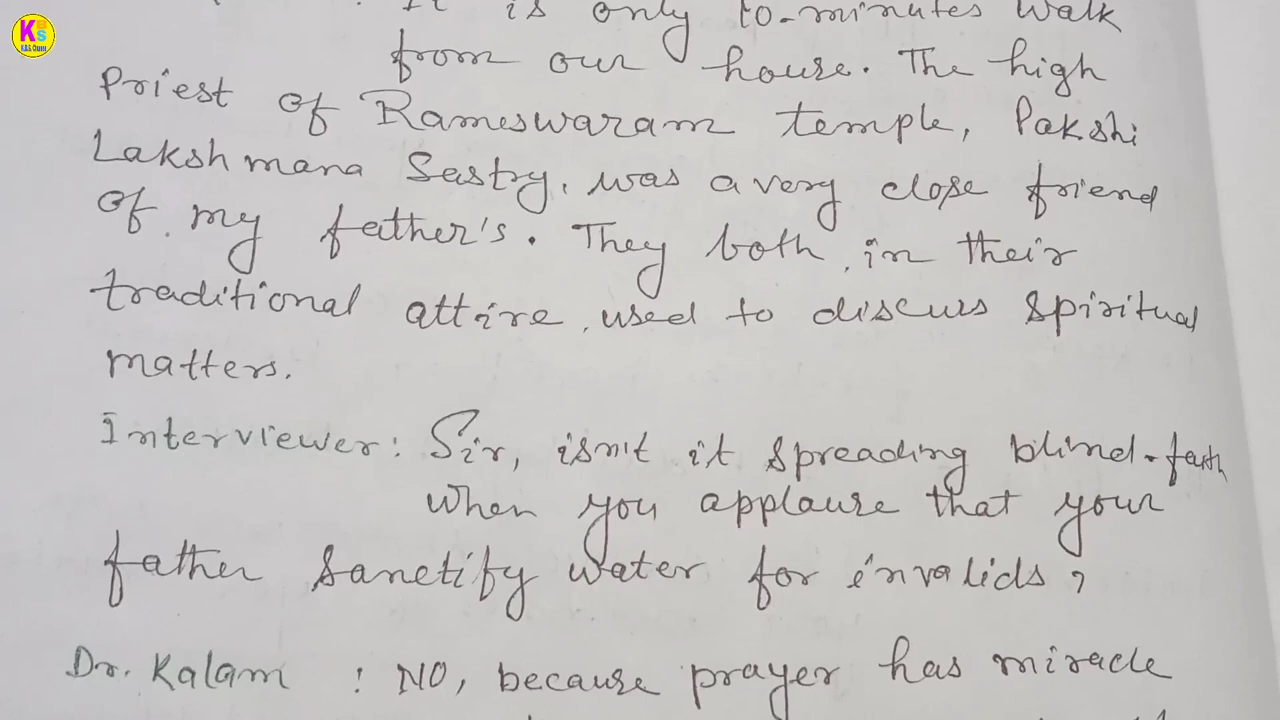 KBS
K.B.S. Classes
It is only 10-minutes walk
from our house. The high
Priest of Rameswaram temple, Pakshi
Lakshmana Sastry, was a very close friend
of my father's. They both, in their
traditional attire, used to discuss spiritual
matters.
Interviewer: Sir, isn't it spreading blind-faith
when you applause that your
father sanctify water for invalids?
Dr. Kalam : NO, because prayer has miracle